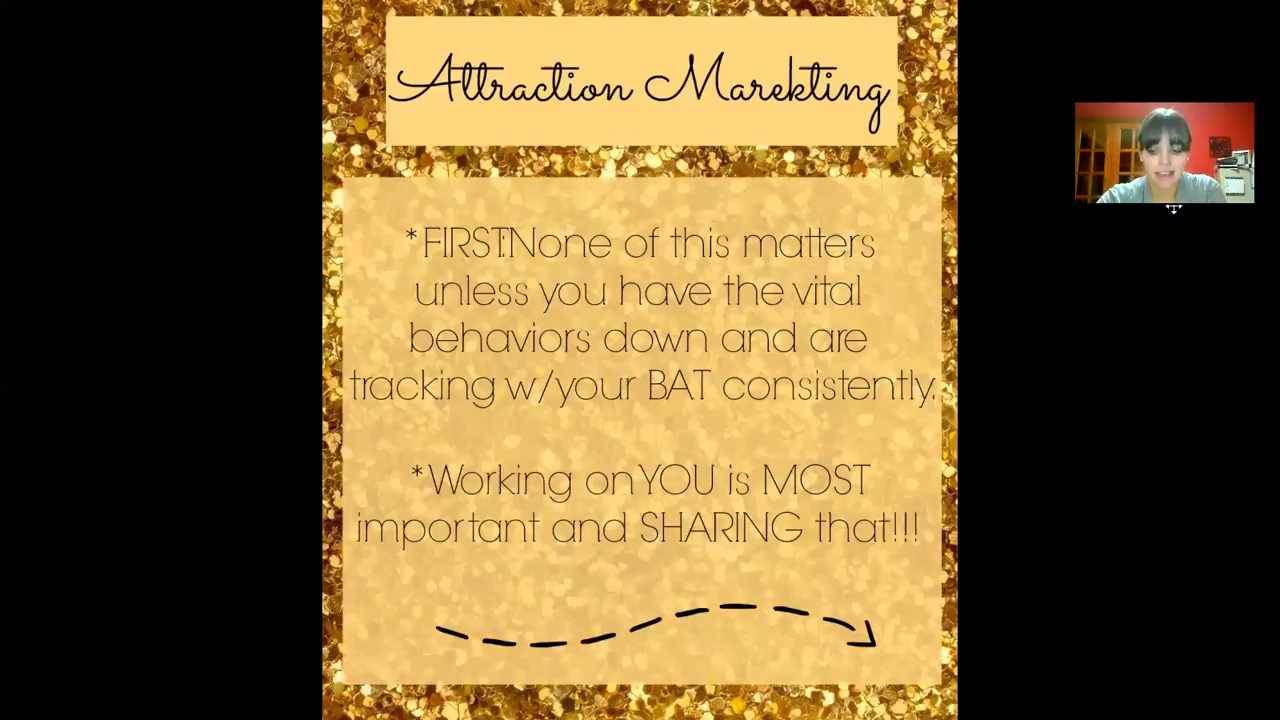 Attraction Marekting
*FIRST:None of this matters
unless you have the vital
behaviors down and are
tracking w/your BAT consistently.
*Working on YOU is MOST
important and SHARING that!!!